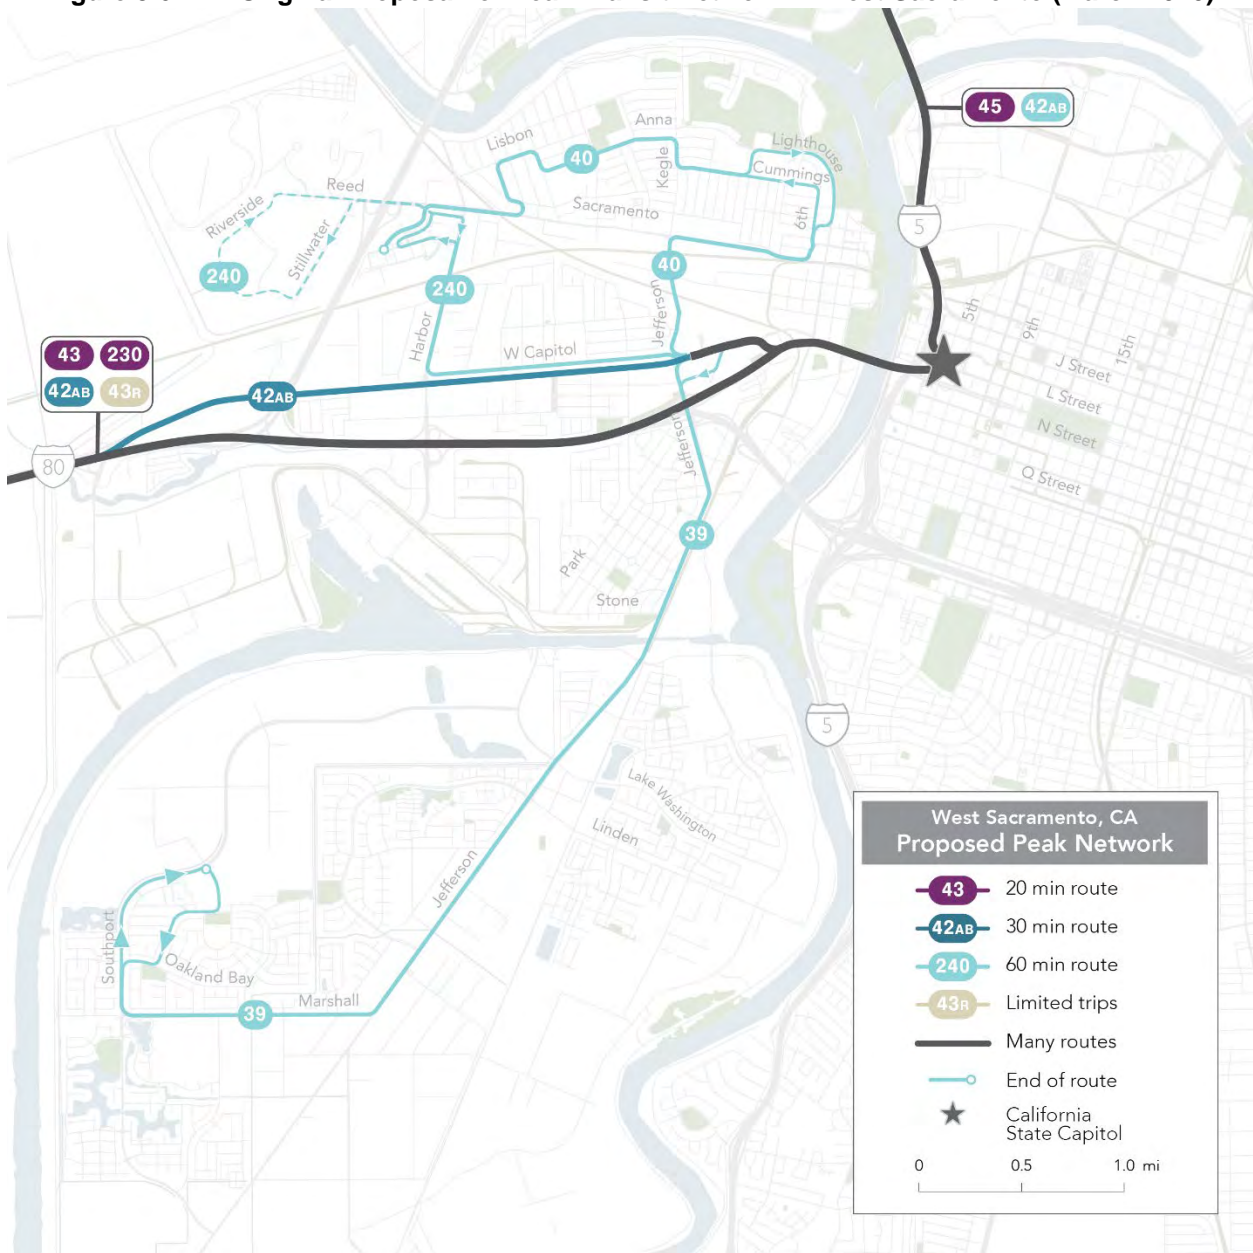 45 42AB
Anna
Lisbon
Lighthouse
40
Kegle
Cummings
Reed
Riverside
Sacramento
6th
5
Stillwater
240
40
240
Jefferson
5th
9th
15th
Harbor
W Capitol
J Street
43 230
42AB 43R
42AB
L Street
N Street
Jefferson
80
Q Street
39
Park
Stone
5
Lake Washington
Linden
Jefferson
Southport
Oakland Bay
Marshall
39
West Sacramento, CA
Proposed Peak Network
43 20 min route
42AB 30 min route
240 60 min route
43R Limited trips
Many routes
End of route
California
State Capitol
0 0.5 1.0 mi